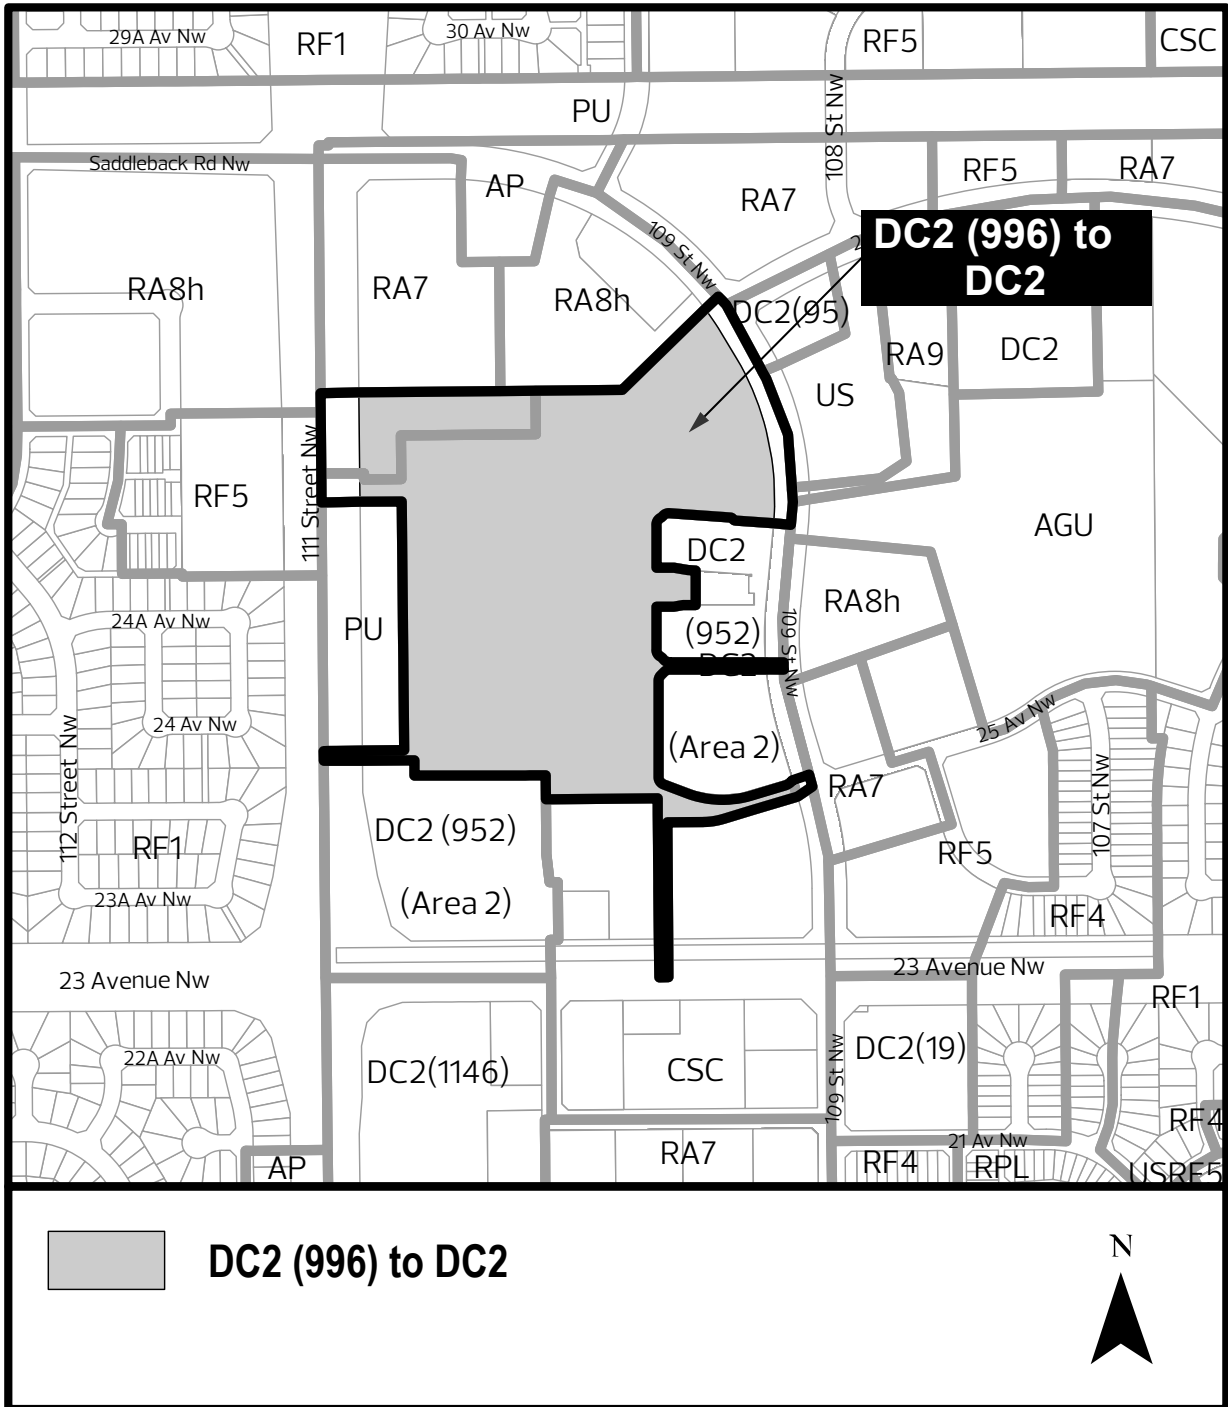 29A Av Nw
RF1
30 Av Nw
RF5
CSC
PU
108 St Nw
Saddleback Rd Nw
AP
RA7
RF5
RA7
109 St Nw
2
DC2 (996) to
DC2
RA8h
RA7
RA8h
DC2(95)
RA9
DC2
US
111 Street Nw
RF5
AGU
DC2
(952)
DC2
RA8h
109 St Nw
24A Av Nw
PU
24 Av Nw
(Area 2)
25 Av Nw
112 Street Nw
RA7
107 St Nw
DC2 (952)
RF1
RF5
23A Av Nw
(Area 2)
RF4
23 Avenue Nw
23 Avenue Nw
RF1
22A Av Nw
DC2(1146)
CSC
109 St Nw
DC2(19)
RF4
21 Av Nw
AP
RA7
RF4
RPL
USRF5
DC2 (996) to DC2
N